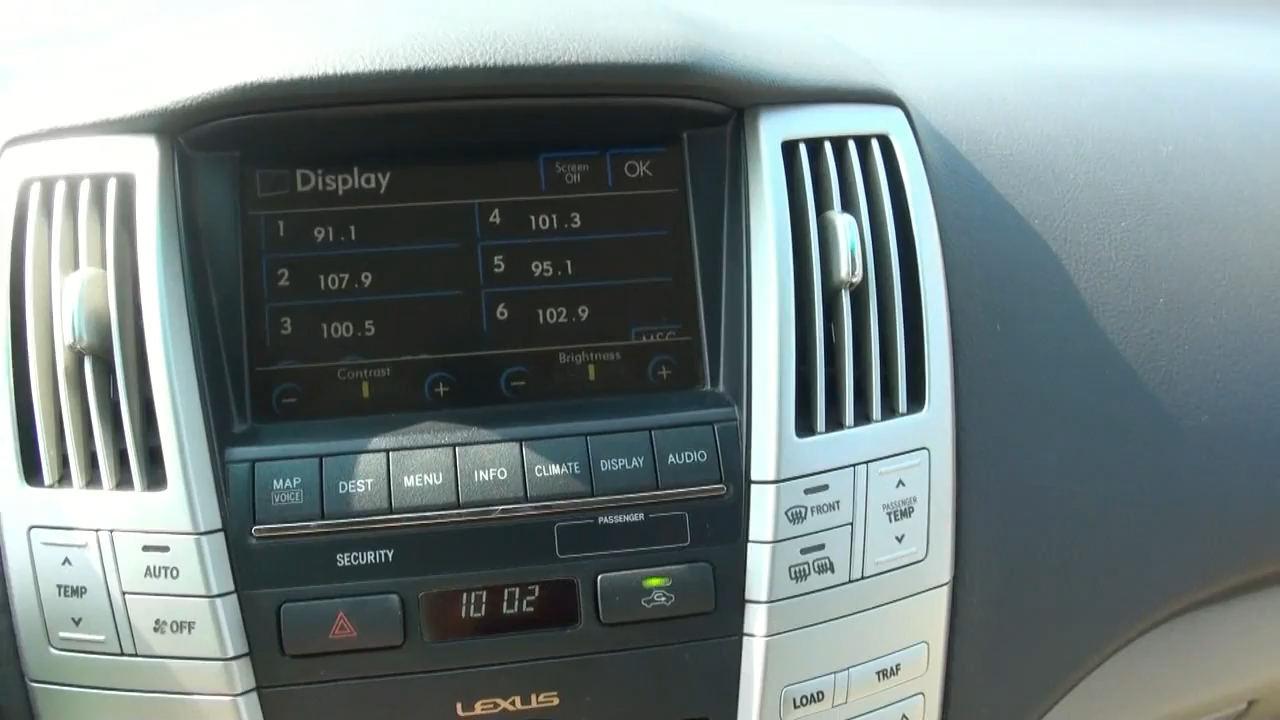 Display
Screen
Off
OK
1 91.1
4 101.3
2 107.9
5 95.1
3 100.5
6 102.9
Contrast
Brightness
− +
− +
MAP
VOICE
DEST
MENU
INFO
CLIMATE
DISPLAY
AUDIO
PASSENGER
SECURITY
10 02
TEMP
AUTO
OFF
FRONT
PASSENGER
TEMP
LOAD
TRAF
LEXUS